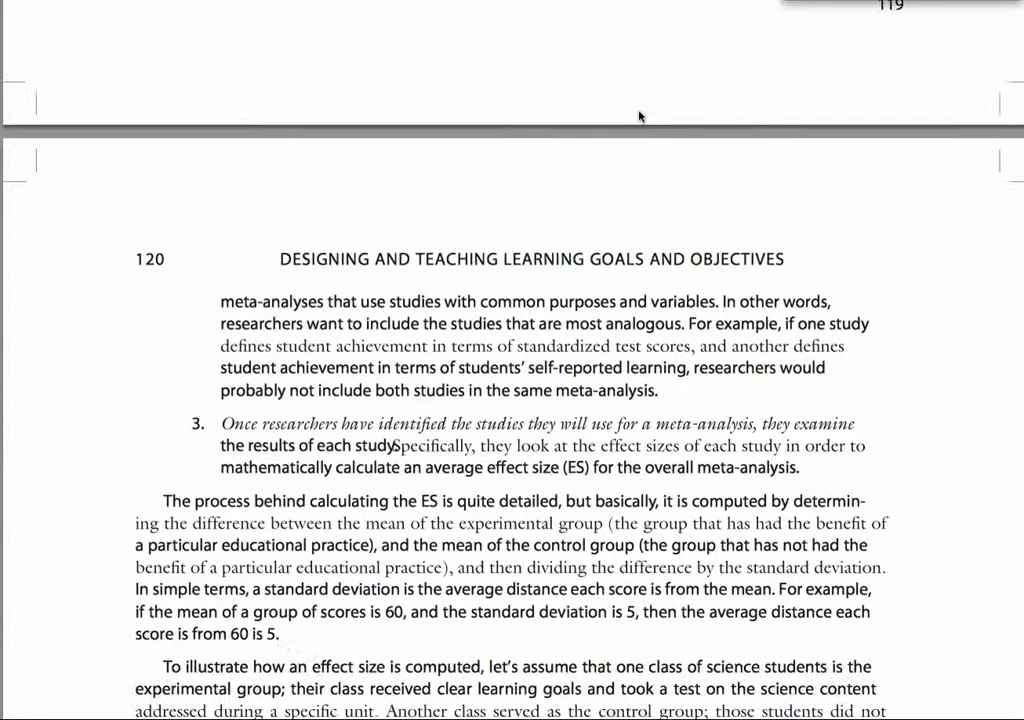 119
120 DESIGNING AND TEACHING LEARNING GOALS AND OBJECTIVES
meta-analyses that use studies with common purposes and variables. In other words,
researchers want to include the studies that are most analogous. For example, if one study
defines student achievement in terms of standardized test scores, and another defines
student achievement in terms of students' self-reported learning, researchers would
probably not include both studies in the same meta-analysis.
3. Once researchers have identified the studies they will use for a meta-analysis, they examine
the results of each study. Specifically, they look at the effect sizes of each study in order to
mathematically calculate an average effect size (ES) for the overall meta-analysis.
The process behind calculating the ES is quite detailed, but basically, it is computed by determin-
ing the difference between the mean of the experimental group (the group that has had the benefit of
a particular educational practice), and the mean of the control group (the group that has not had the
benefit of a particular educational practice), and then dividing the difference by the standard deviation.
In simple terms, a standard deviation is the average distance each score is from the mean. For example,
if the mean of a group of scores is 60, and the standard deviation is 5, then the average distance each
score is from 60 is 5.
To illustrate how an effect size is computed, let's assume that one class of science students is the
experimental group; their class received clear learning goals and took a test on the science content
addressed during a specific unit. Another class served as the control group; those students did not